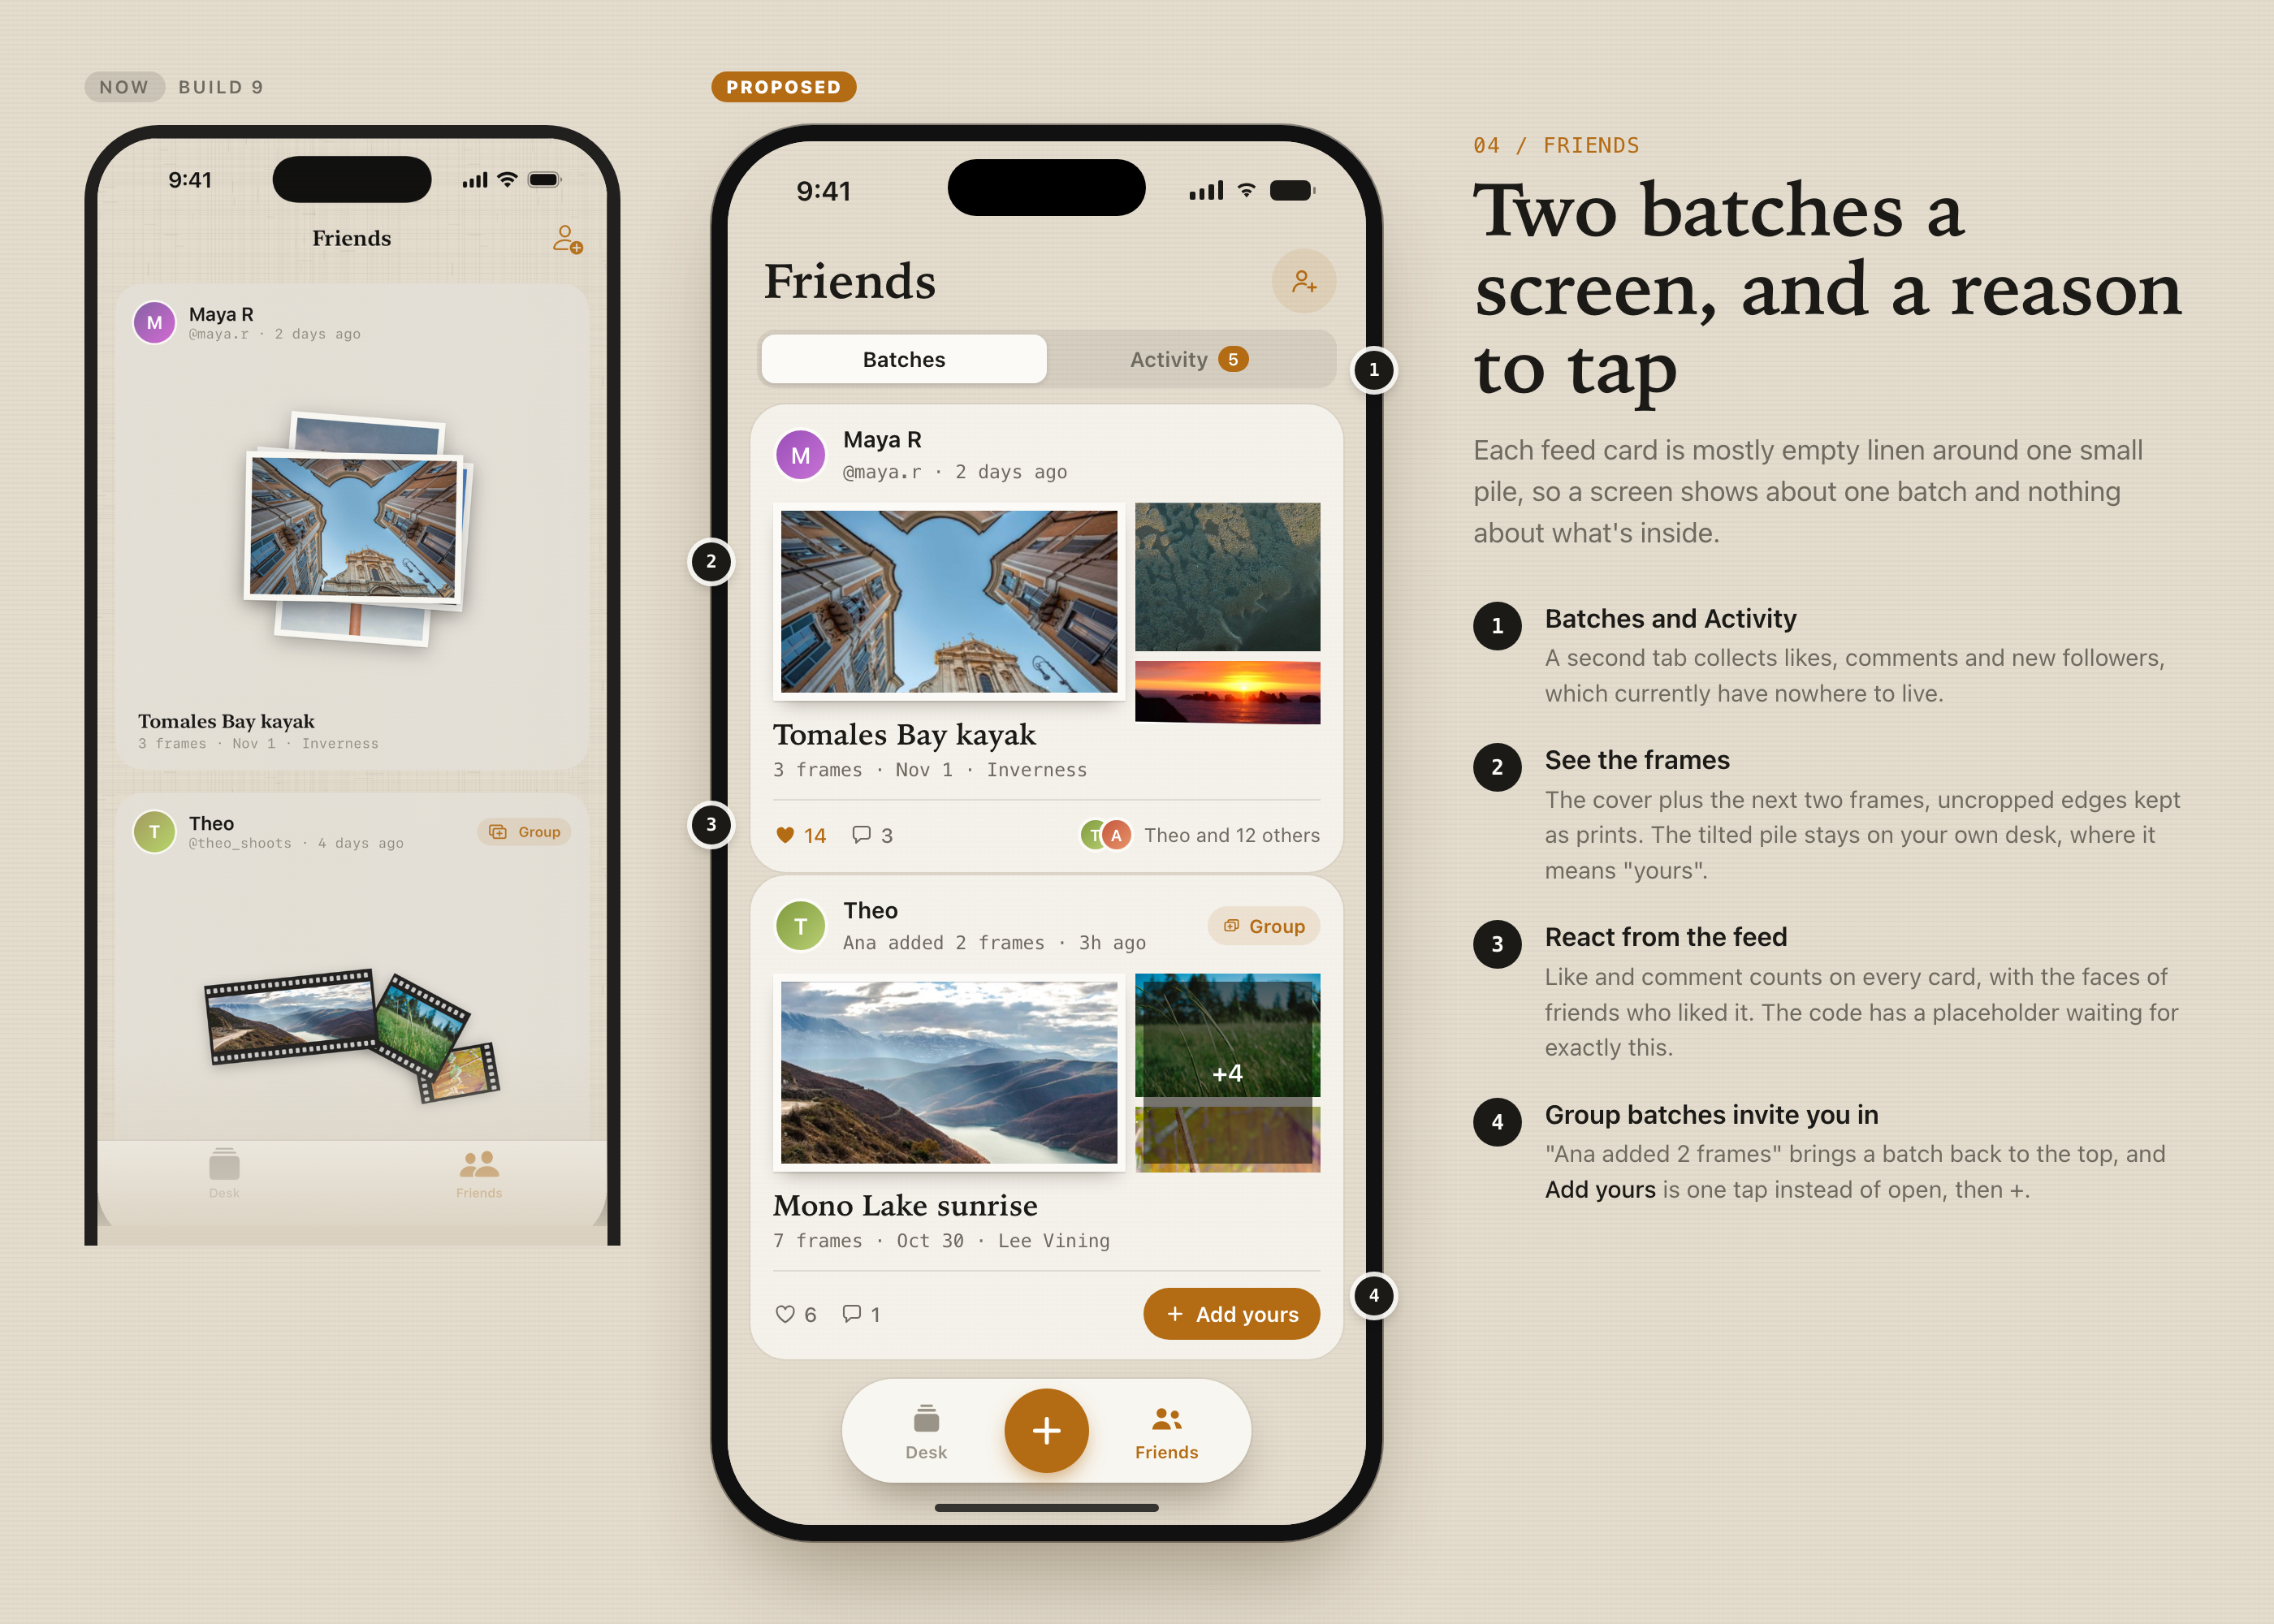 NOW BUILD 9
9:41
Friends
M
Maya R
@maya.r · 2 days ago
Tomales Bay kayak
3 frames · Nov 1 · Inverness
T
Theo
@theo_shoots · 4 days ago
Group
Desk
Friends
PROPOSED
9:41
Friends
Batches
Activity 5
1
M
Maya R
@maya.r · 2 days ago
2
Tomales Bay kayak
3 frames · Nov 1 · Inverness
3
14
3
T
A
Theo and 12 others
T
Theo
Ana added 2 frames · 3h ago
Group
+4
Mono Lake sunrise
7 frames · Oct 30 · Lee Vining
6
1
+ Add yours
4
Desk
+
Friends
04 / FRIENDS
Two batches a
screen, and a reason
to tap
Each feed card is mostly empty linen around one small
pile, so a screen shows about one batch and nothing
about what's inside.
1
Batches and Activity
A second tab collects likes, comments and new followers,
which currently have nowhere to live.
2
See the frames
The cover plus the next two frames, uncropped edges kept
as prints. The tilted pile stays on your own desk, where it
means "yours".
3
React from the feed
Like and comment counts on every card, with the faces of
friends who liked it. The code has a placeholder waiting for
exactly this.
4
Group batches invite you in
"Ana added 2 frames" brings a batch back to the top, and
Add yours is one tap instead of open, then +.